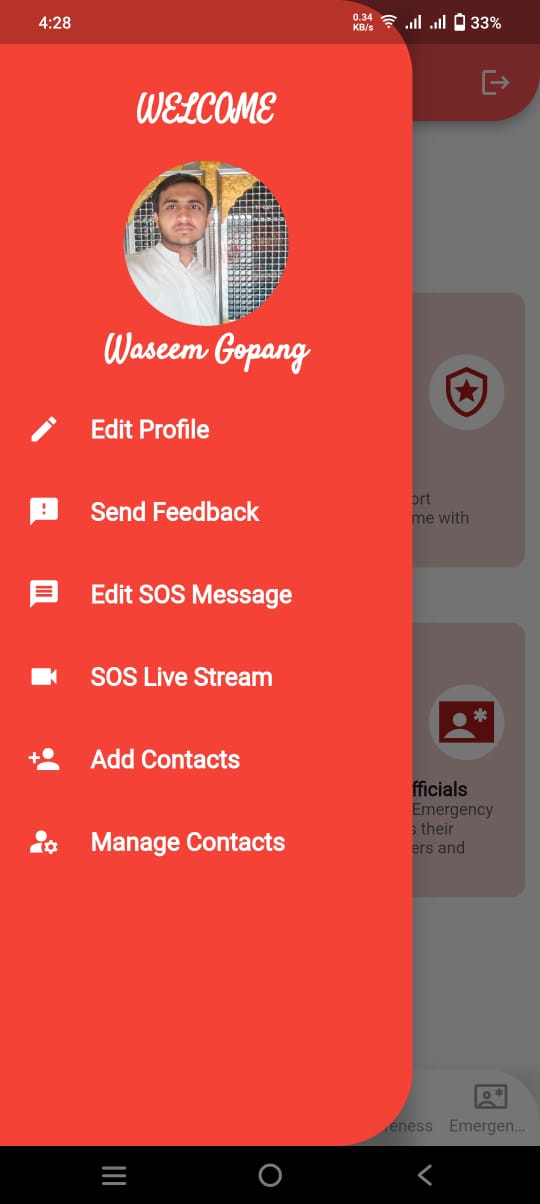 4:28
0.34
KB/s
33%
WELCOME
Waseem Gopang
Edit Profile
Send Feedback
ort
me with
Edit SOS Message
SOS Live Stream
Add Contacts
fficials
Emergency
s their
ers and
Manage Contacts
reness
Emergen...